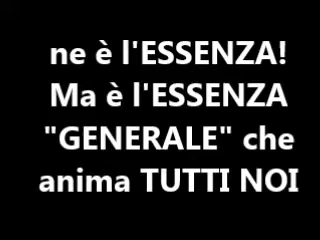 ne è l'ESSENZA!
Ma è l'ESSENZA
"GENERALE" che
anima TUTTI NOI